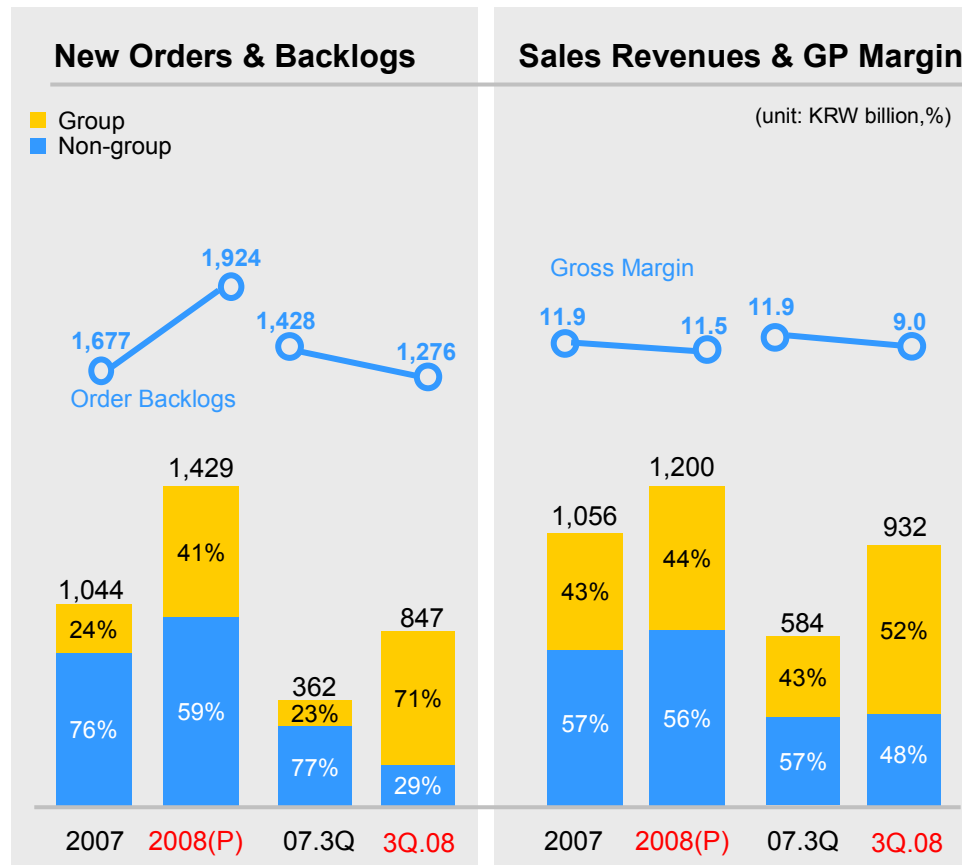 New Orders & Backlogs
Group
Non-group
1,924
1,677
1,428
1,276
Order Backlogs
1,429
1,044
847
362
41%
24%
71%
23%
59%
76%
77%
29%
2007 2008(P) 07.3Q 3Q.08
Sales Revenues & GP Margin
(unit: KRW billion,%)
Gross Margin
11.9 11.5 11.9 9.0
1,200
1,056
932
584
44%
43%
52%
43%
57% 56% 57% 48%
2007 2008(P) 07.3Q 3Q.08